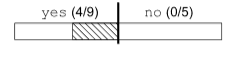 yes (4/9) no (0/5)